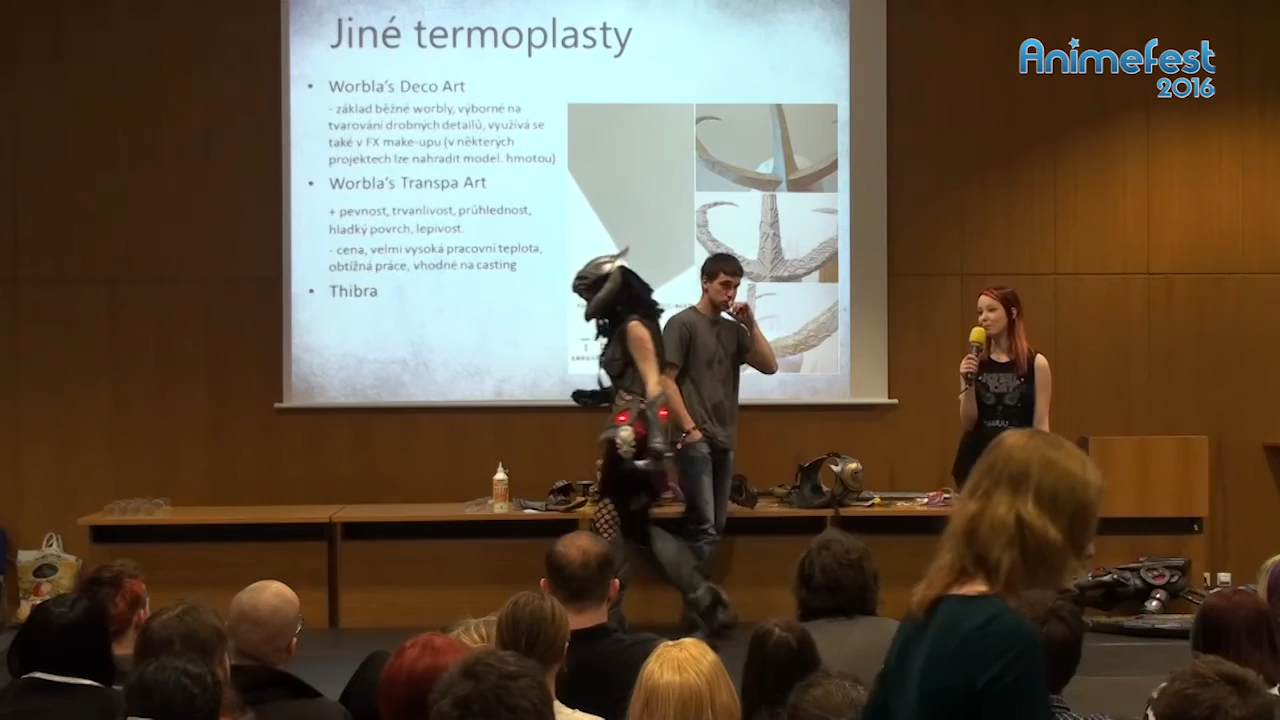 Jiné termoplasty
• Worbla's Deco Art
- základ běžné worbly, výborné na
tvarování drobných detailů, využívá se
také v FX make-upu (v některých
projektech lze nahradit model. hmotou)
• Worbla's Transpa Art
+ pevnost, trvanlivost, průhlednost,
hladký povrch, lepivost.
- cena, velmi vysoká pracovní teplota,
obtížná práce, vhodné na casting
• Thibra
Animefest
2016